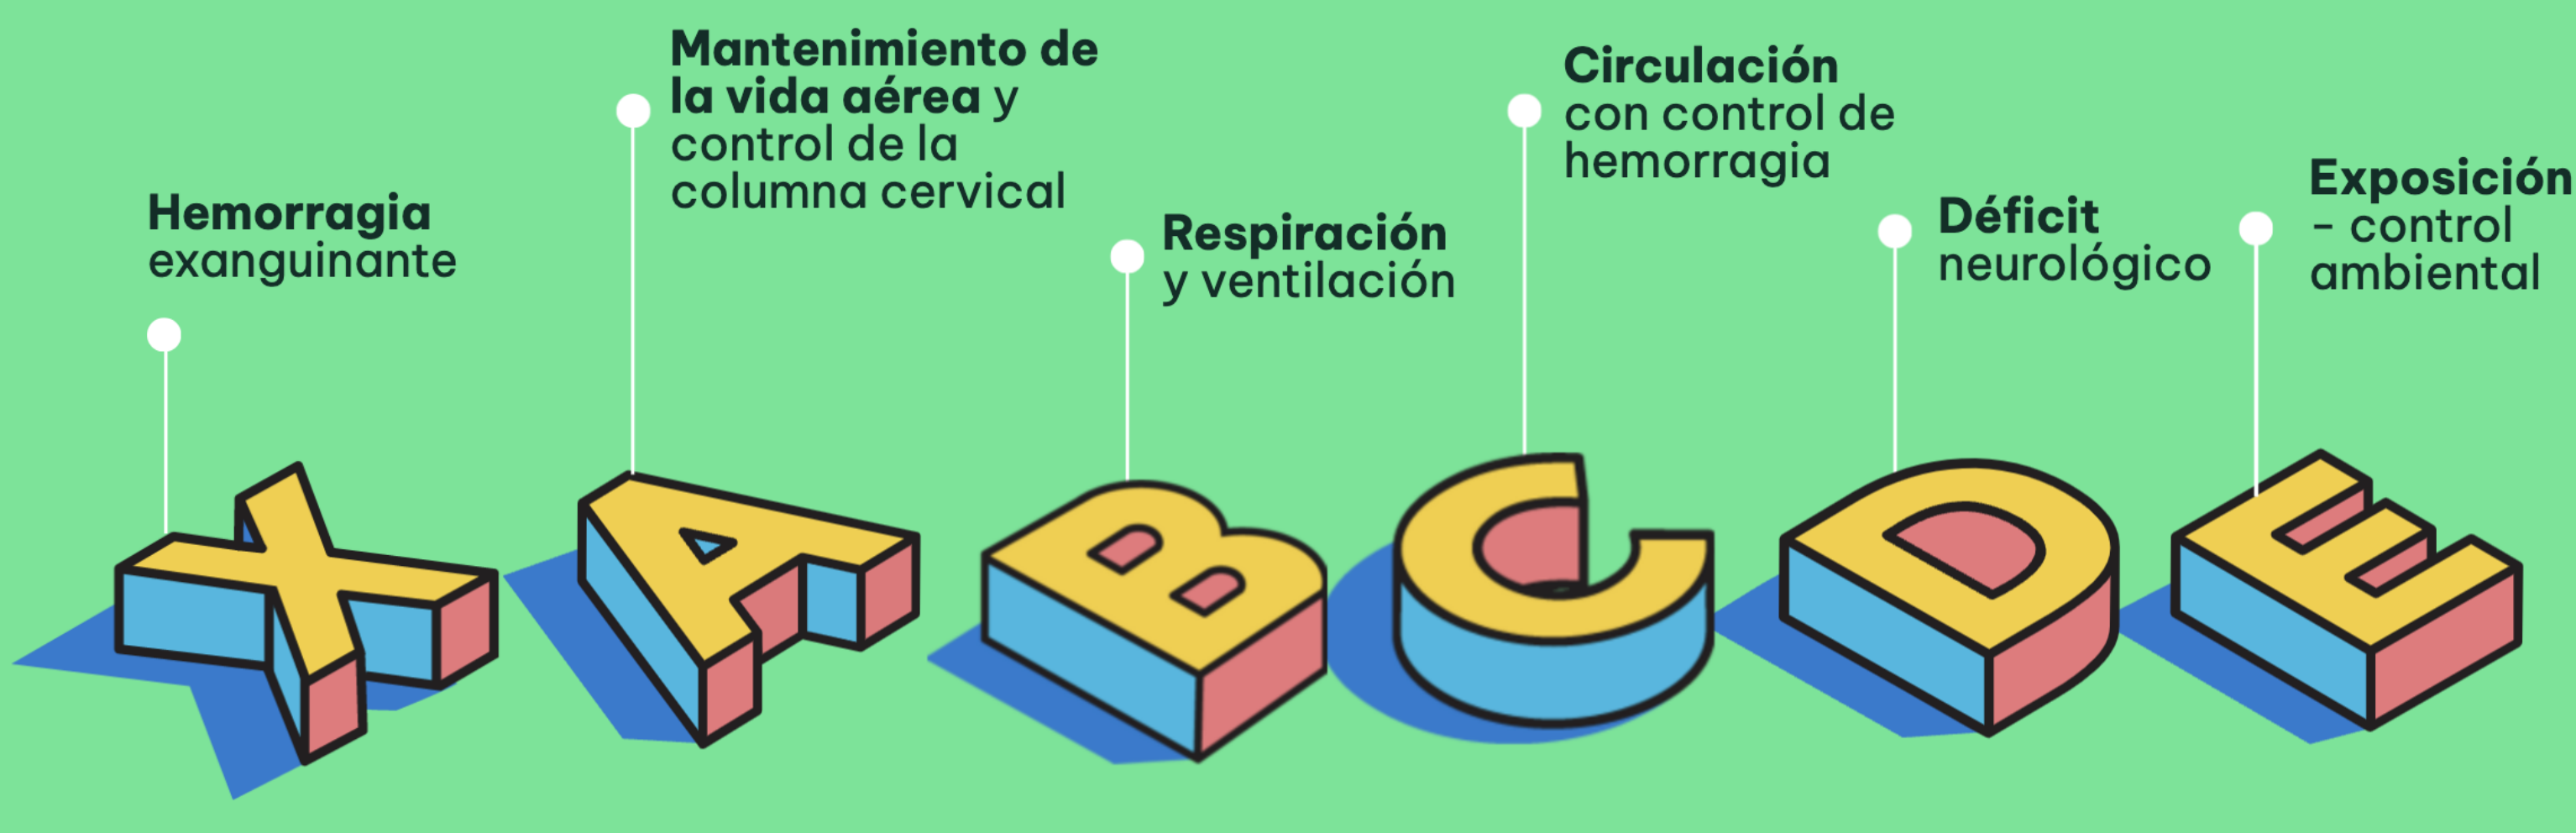 Hemorragia
exanguinante
Mantenimiento de
la vida aérea y
control de la
columna cervical
Respiración
y ventilación
Circulación
con control de
hemorragia
Déficit
neurológico
Exposición
- control
ambiental
X A B C D E